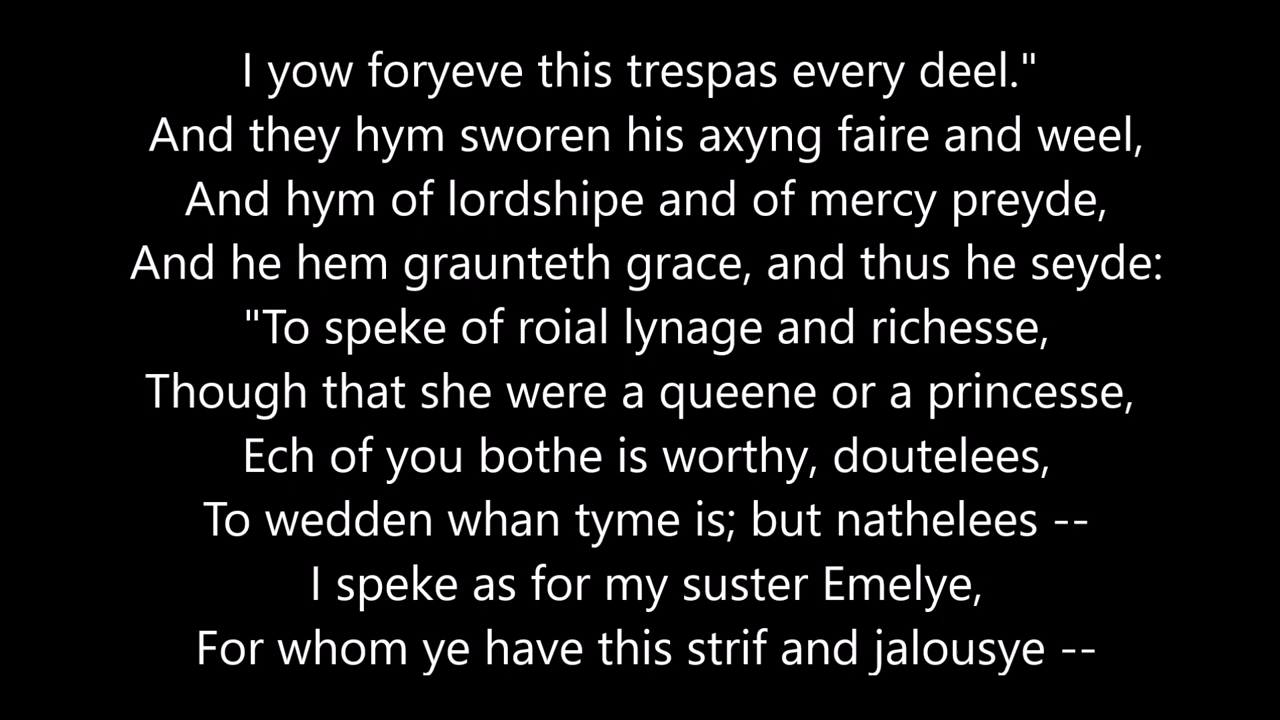 I yow foryeve this trespas every deel."
And they hym sworen his axyng faire and weel,
And hym of lordshipe and of mercy preyde,
And he hem graunteth grace, and thus he seyde:
"To speke of roial lynage and richesse,
Though that she were a queene or a princesse,
Ech of you bothe is worthy, doutelees,
To wedden whan tyme is; but nathelees --
I speke as for my suster Emelye,
For whom ye have this strif and jalousye --